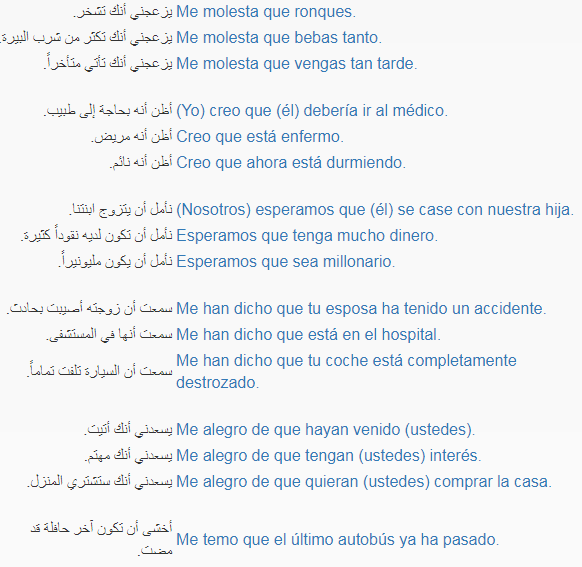 يزعجني أنك تشخر. Me molesta que ronques.
يزعجني أنك تكثر من شرب البيرة. Me molesta que bebas tanto.
يزعجني أنك تأتي متأخراً. Me molesta que vengas tan tarde.
أظن أنه بحاجة إلى طبيب. (Yo) creo que (él) debería ir al médico.
أظن أنه مريض. Creo que está enfermo.
أظن أنه نائم. Creo que ahora está durmiendo.
نأمل أن يتزوج ابنتنا. (Nosotros) esperamos que (él) se case con nuestra hija.
نأمل أن تكون لديه نقوداً كثيرة. Esperamos que tenga mucho dinero.
نأمل أن يكون مليونيراً. Esperamos que sea millonario.
سمعت أن زوجته أصيبت بحادث. Me han dicho que tu esposa ha tenido un accidente.
سمعت أنها في المستشفى. Me han dicho que está en el hospital.
سمعت أن السيارة تلفت تماماً. Me han dicho que tu coche está completamente
destrozado.
يسعدني أنك أتيت. Me alegro de que hayan venido (ustedes).
يسعدني أنك مهتم. Me alegro de que tengan (ustedes) interés.
يسعدني أنك ستشتري المنزل. Me alegro de que quieran (ustedes) comprar la casa.
أخشى أن تكون آخر حافلة قد
مضت. Me temo que el último autobús ya ha pasado.